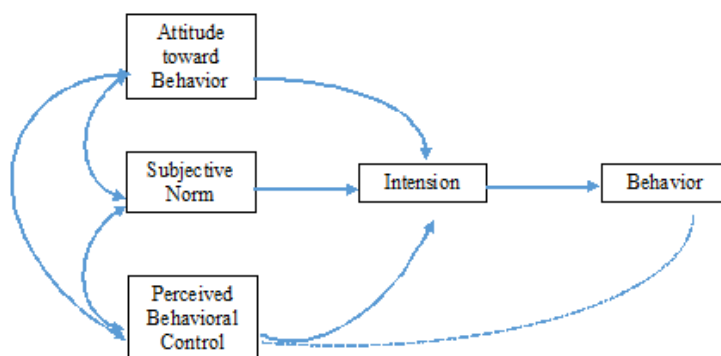 Attitude
toward
Behavior
Subjective
Norm
Intension
Behavior
Perceived
Behavioral
Control